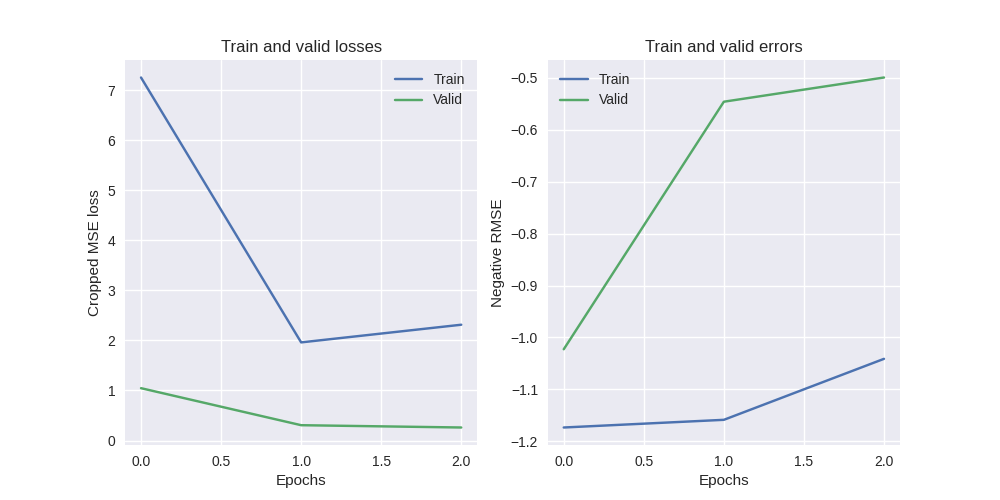 Train and valid losses
Train
Valid
7
6
5
4
3
2
1
0
Cropped MSE loss
0.0 0.5 1.0 1.5 2.0
Epochs
Train and valid errors
Train
Valid
−0.5
−0.6
−0.7
−0.8
−0.9
−1.0
−1.1
−1.2
Negative RMSE
0.0 0.5 1.0 1.5 2.0
Epochs